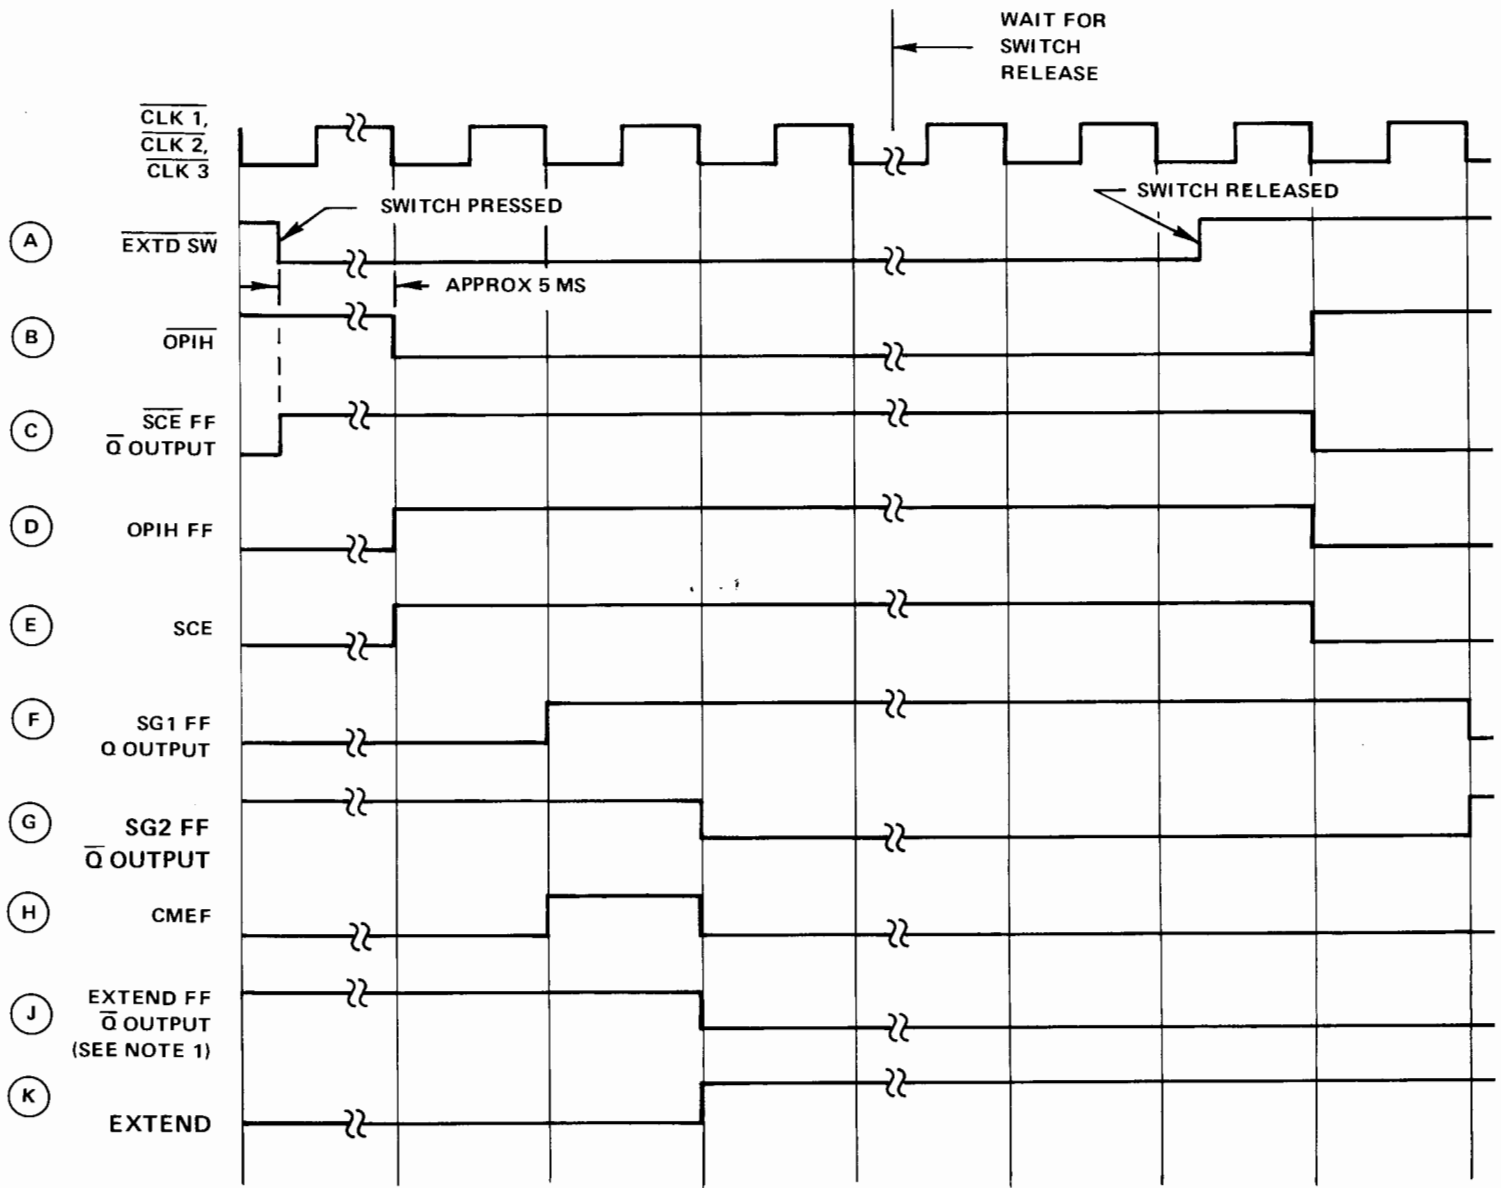 WAIT FOR
SWITCH
RELEASE
CLK 1,
CLK 2,
CLK 3
SWITCH PRESSED
SWITCH RELEASED
A
EXTD SW
APPROX 5 MS
B
OPIH
C
SCE FF
Q OUTPUT
D
OPIH FF
E
SCE
F
SG1 FF
Q OUTPUT
G
SG2 FF
Q OUTPUT
H
CMEF
J
EXTEND FF
Q OUTPUT
(SEE NOTE 1)
K
EXTEND